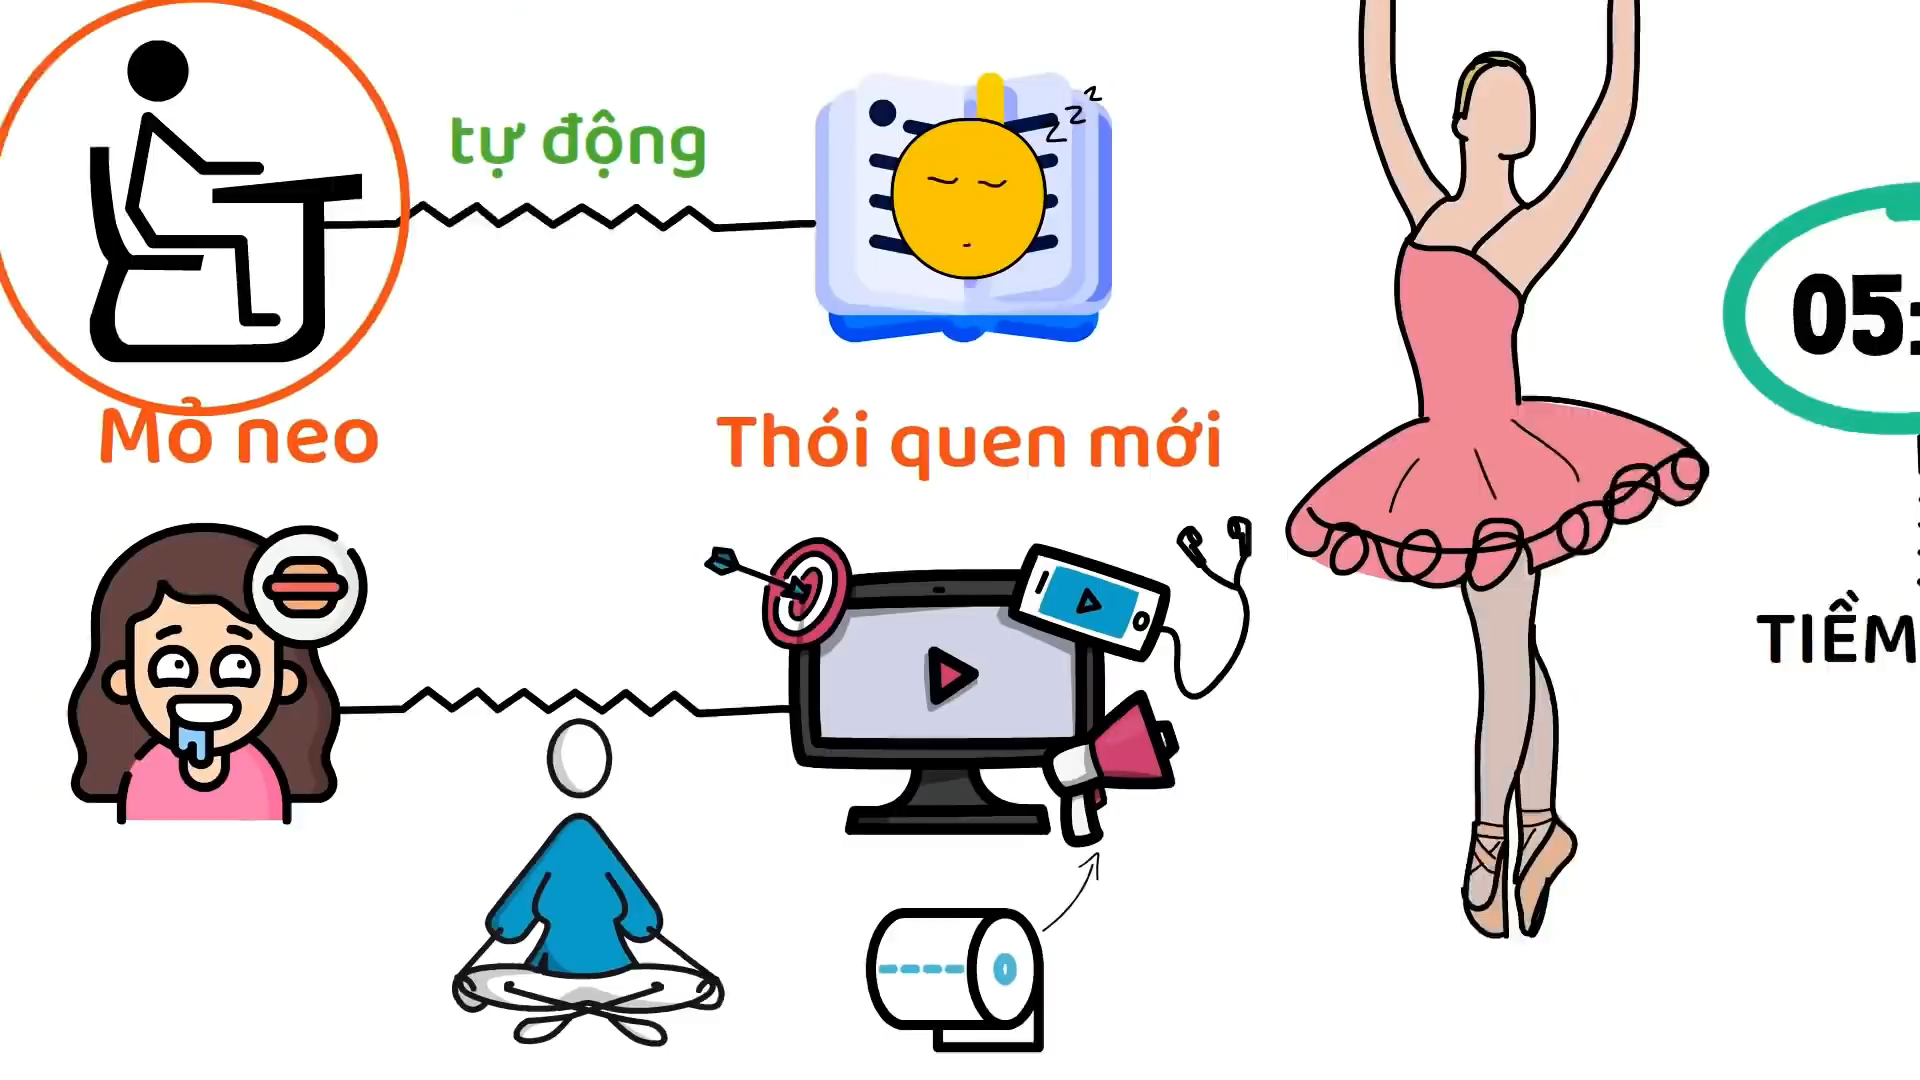 tự động
z z z
Mỏ neo
Thói quen mới
05:
TIỀM